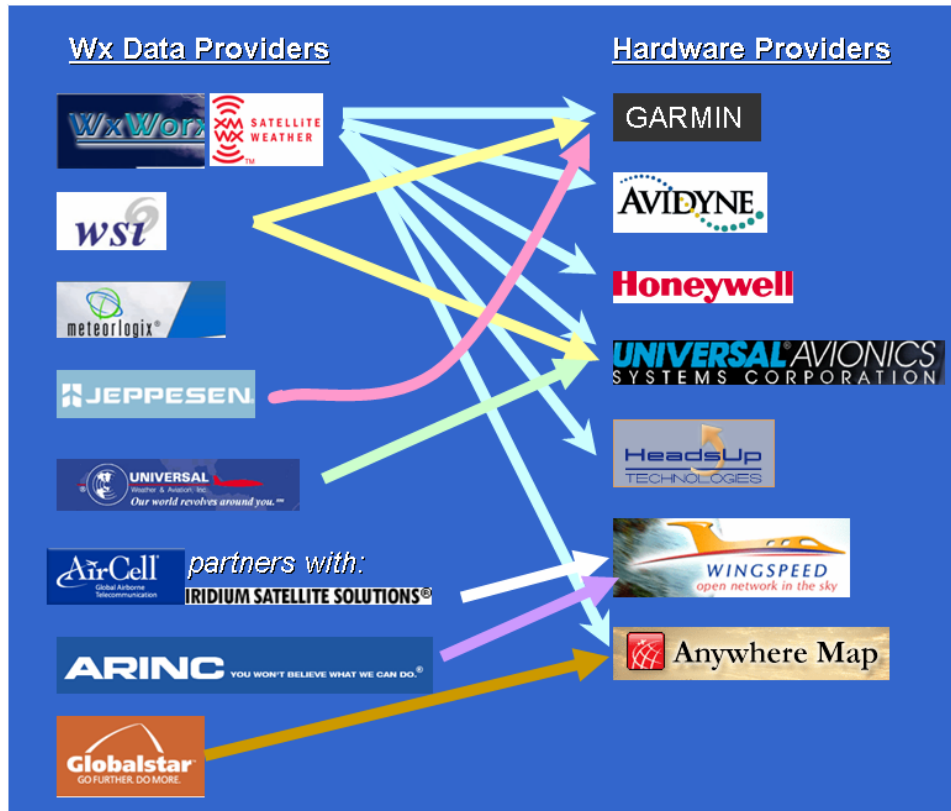 Wx Data Providers
Hardware Providers
WxWorx
XM WX SATELLITE WEATHER ™
GARMIN
AVIDYNE
wsi
Honeywell
meteorlogix®
UNIVERSAL® AVIONICS
SYSTEMS CORPORATION
JEPPESEN.
HeadsUp
TECHNOLOGIES
® UNIVERSAL
Weather & Aviation, Inc.
Our world revolves around you.℠
AirCell®
Global Airborne
Telecommunication
partners with:
IRIDIUM SATELLITE SOLUTIONS®
WINGSPEED
open network in the sky
ARINC YOU WON'T BELIEVE WHAT WE CAN DO.®
Anywhere Map
Globalstar™
GO FURTHER. DO MORE.